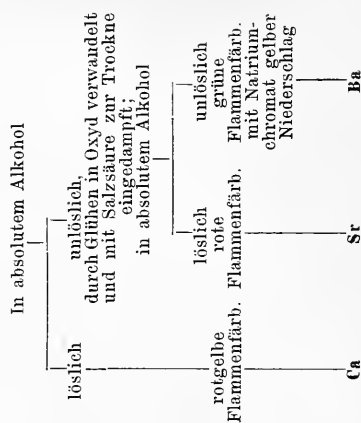 In absolutem Alkohol
löslich
unlöslich,
durch Glühen in Oxyd verwandelt
und mit Salzsäure zur Trockne
eingedampft;
in absolutem Alkohol
rotgelbe
Flammenfärb.
löslich
rote
Flammenfärb.
unlöslich
grüne
Flammenfärb.
mit Natrium-
chromat gelber
Niederschlag
Ca
Sr
Ba